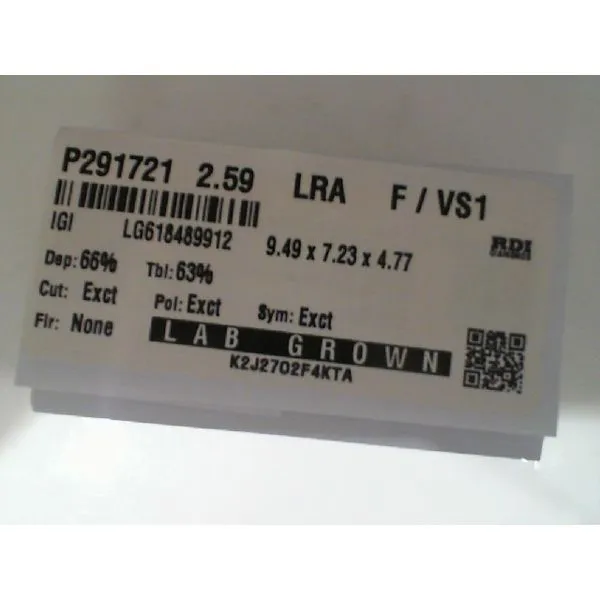 P291721 2.59 LRA F / VS1
IGI LG618489912 9.49 x 7.23 x 4.77 RDI
Dep: 66% Tbl: 63%
Cut: Exct Pol: Exct Sym: Exct
Flr: None LAB GROWN
K2J2702F4KTA